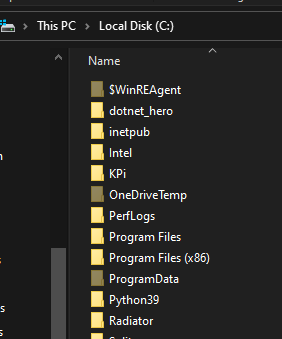 This PC > Local Disk (C:)
Name
$WinREAgent
dotnet_hero
inetpub
Intel
KPi
OneDriveTemp
PerfLogs
Program Files
Program Files (x86)
ProgramData
Python39
Radiator